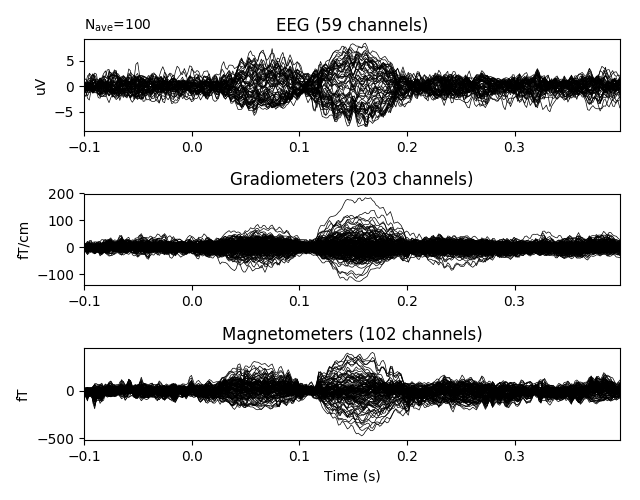 N_ave=100
EEG (59 channels)
5
0
−5
uV
−0.1 0.0 0.1 0.2 0.3
Gradiometers (203 channels)
200
100
0
−100
fT/cm
−0.1 0.0 0.1 0.2 0.3
Magnetometers (102 channels)
0
−500
fT
−0.1 0.0 0.1 0.2 0.3
Time (s)